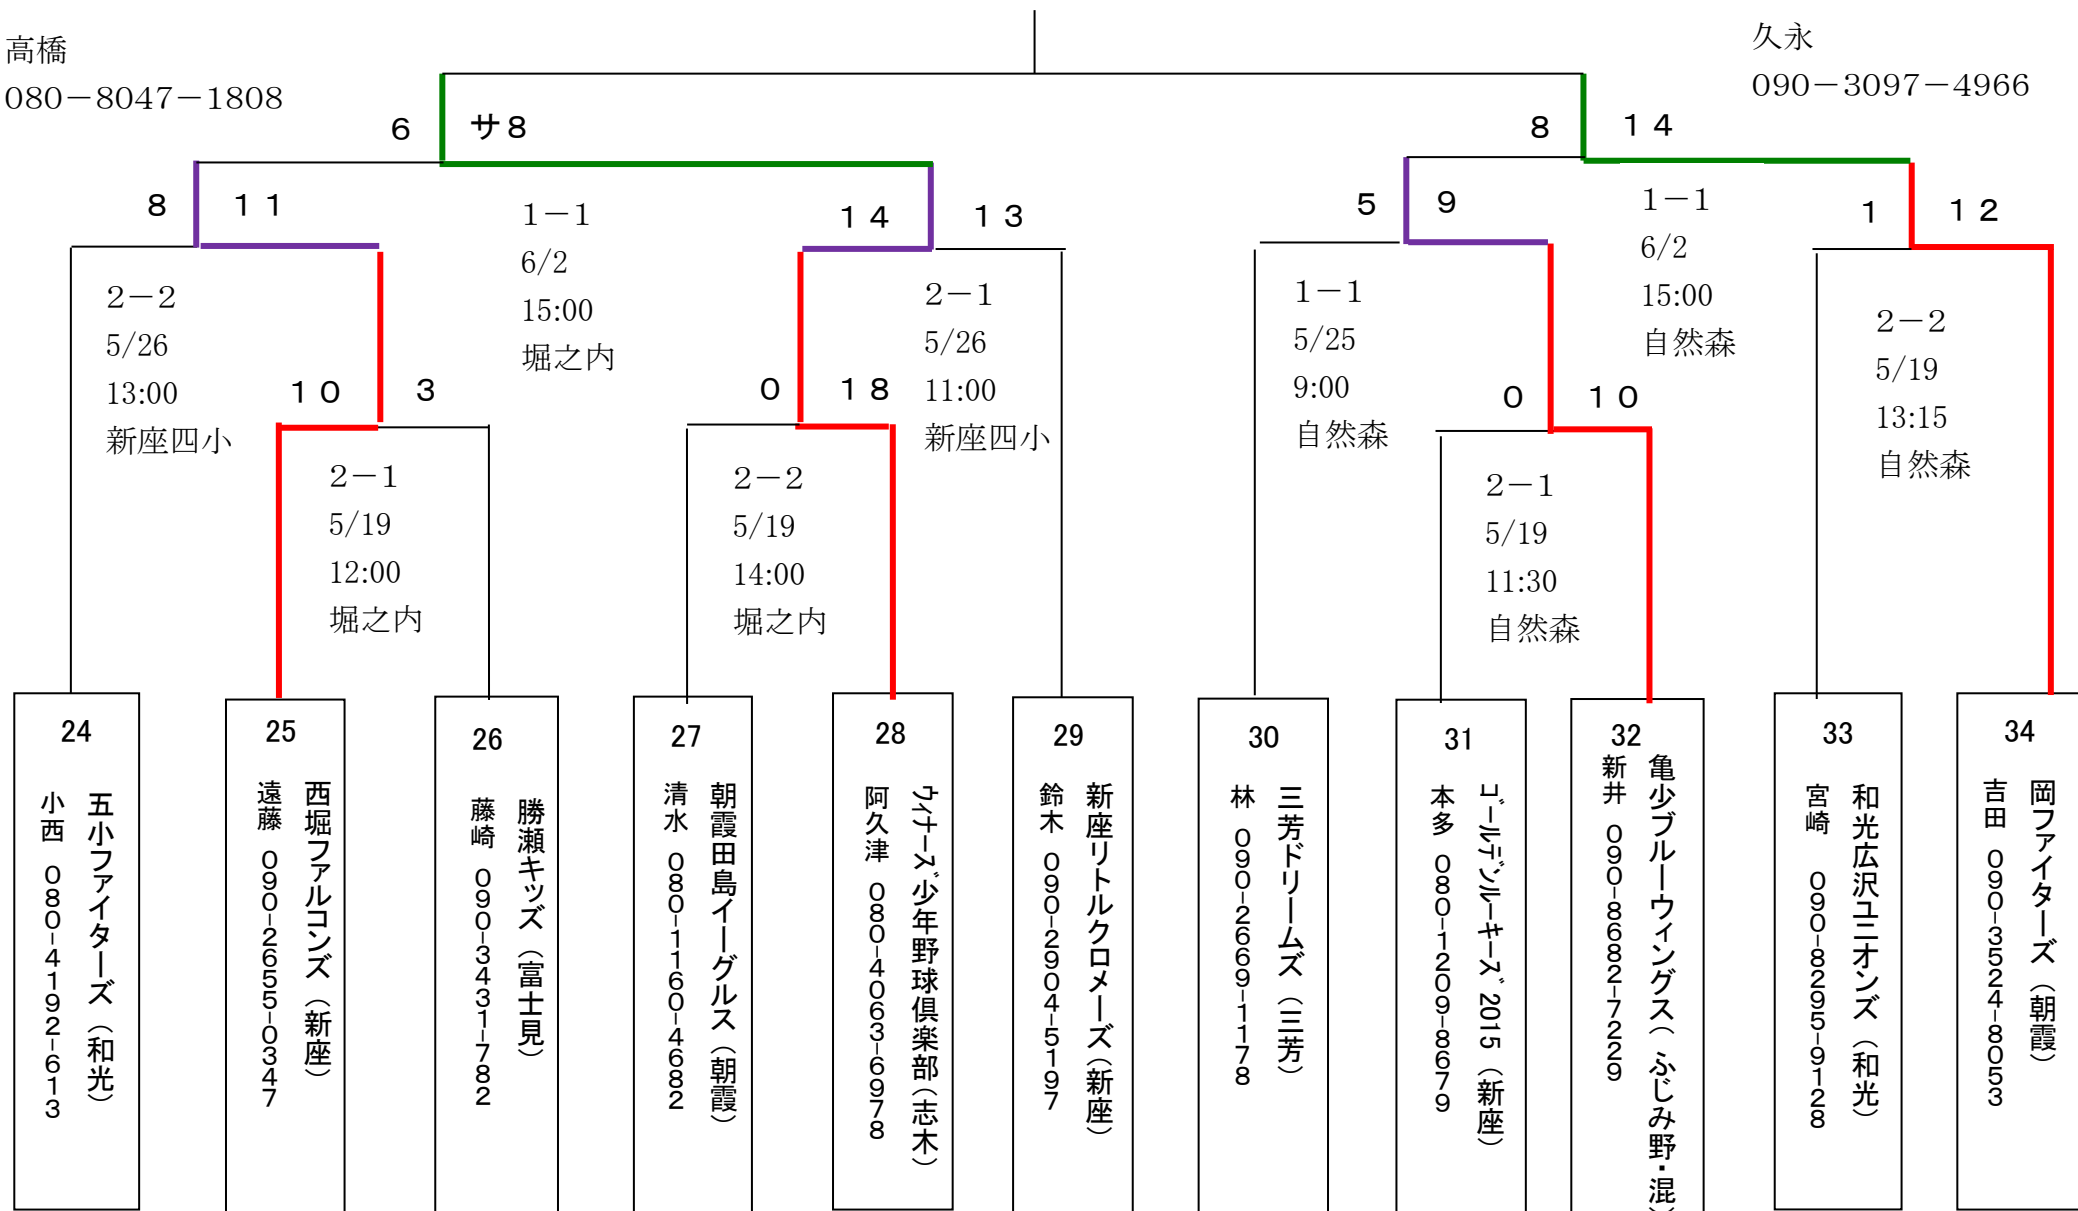 高橋
080－8047－1808
久永
090－3097－4966
６ サ８
８ １４
８ １１
１４ １３
５ ９
１ １２
１－１
6/2
15:00
堀之内
１－１
6/2
15:00
自然森
２－２
5/26
13:00
新座四小
２－１
5/26
11:00
新座四小
１－１
5/25
9:00
自然森
２－２
5/19
13:15
自然森
１０ ３
０ １８
０ １０
２－１
5/19
12:00
堀之内
２－２
5/19
14:00
堀之内
２－１
5/19
11:30
自然森
24
五小ファイターズ（和光）
小西 080-4192-613
25
西堀ファルコンズ（新座）
遠藤 090-2655-0347
26
勝瀬キッズ（富士見）
藤崎 090-3431-782
27
朝霞田島イーグルス（朝霞）
清水 080-1160-4682
28
ウィナーズ少年野球倶楽部（志木）
阿久津 080-4063-6978
29
新座リトルクロメーズ（新座）
鈴木 090-2904-5197
30
三芳ドリームズ（三芳）
林 090-2669-1178
31
ゴールデンルーキーズ2015（新座）
本多 080-1209-8679
32
亀少ブルーウィングス（ふじみ野・混）
新井 090-8682-7229
33
和光広沢ユニオンズ（和光）
宮崎 090-8295-9128
34
岡ファイターズ（朝霞）
吉田 090-3524-8053